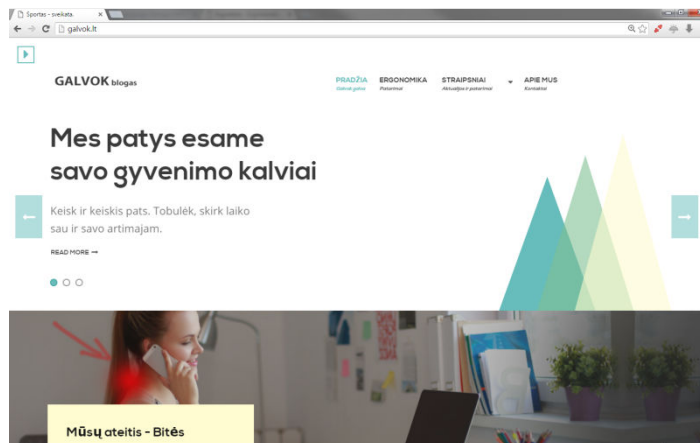 Sportas - sveikata.
galvok.lt
GALVOK blogas
PRADŽIA ERGONOMIKA STRAIPSNIAI APIE MUS
Galvok galva Patarimai Aktualijos ir patarimai Kontaktai
Mes patys esame
savo gyvenimo kalviai
Keisk ir keiskis pats. Tobulėk, skirk laiko
sau ir savo artimajam.
READ MORE
Mūsų ateitis - Bitės